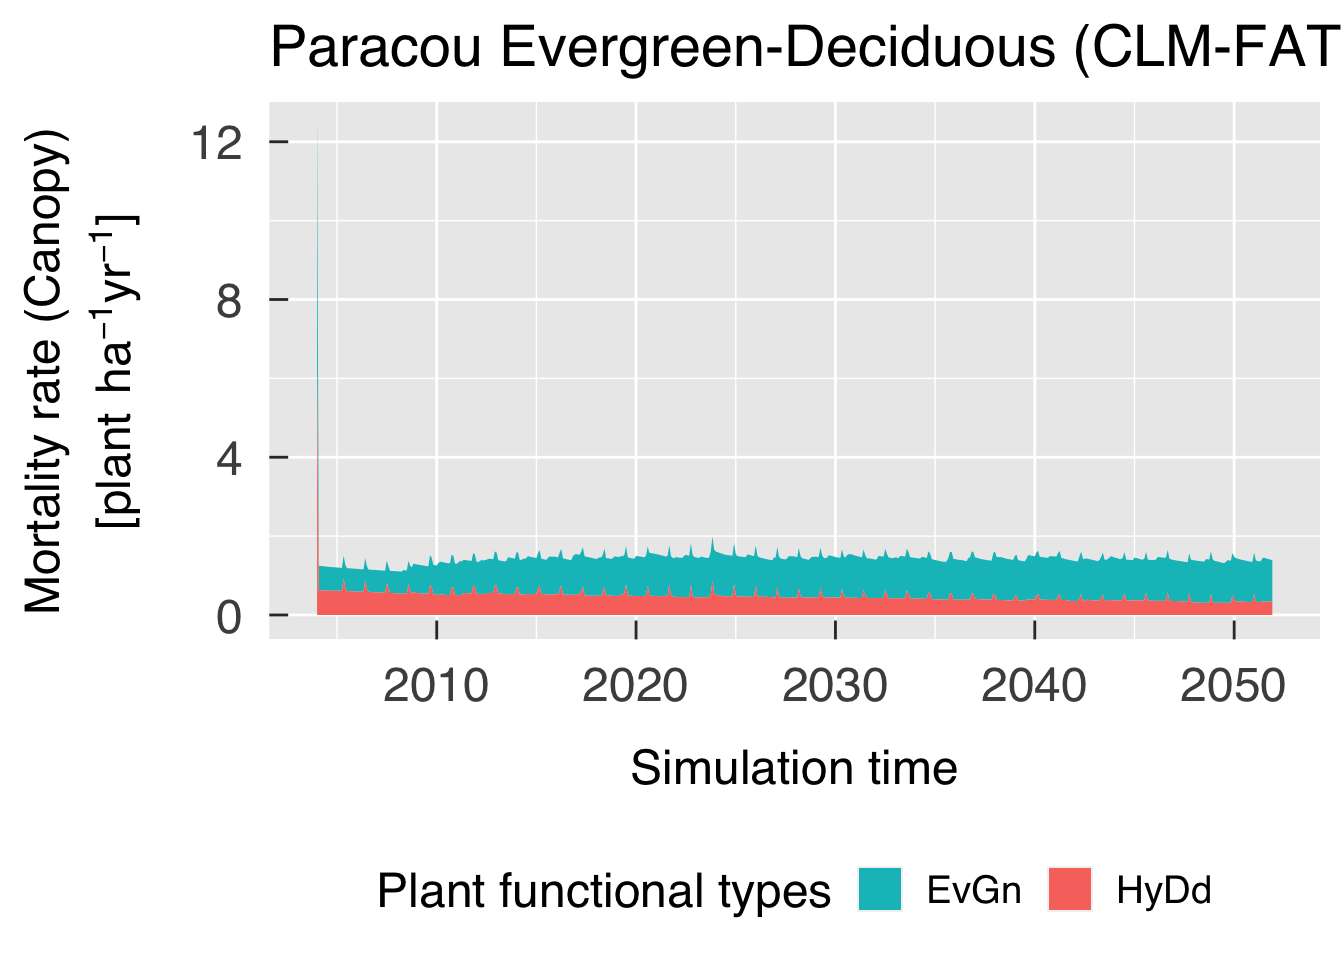 Paracou Evergreen-Deciduous (CLM-FAT
Mortality rate (Canopy)
[plant ha⁻¹yr⁻¹]
12
8
4
0
2010 2020 2030 2040 2050
Simulation time
Plant functional types EvGn HyDd